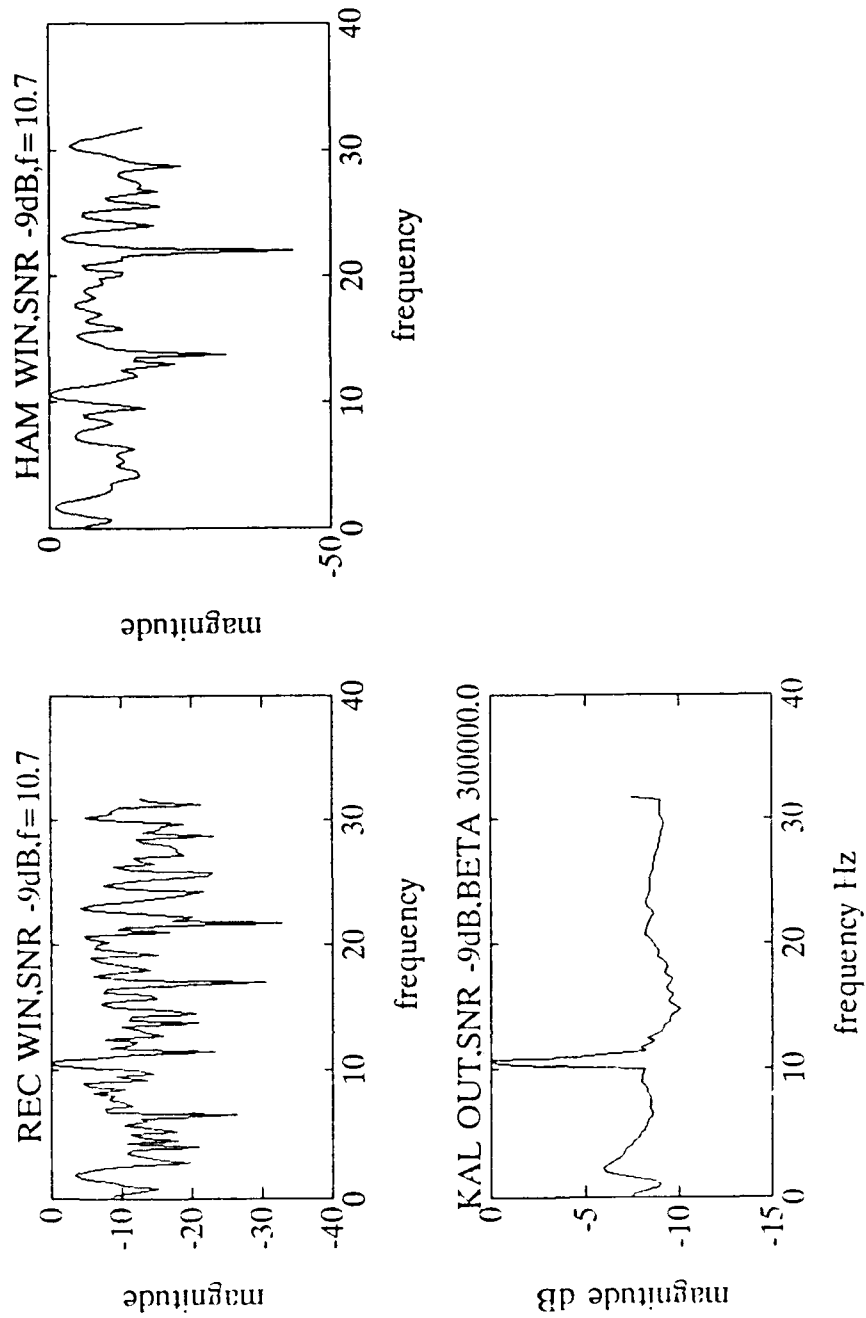 REC WIN,SNR -9dB,f=10.7
magnitude
0
-10
-20
-30
-40
0
10
20
30
40
frequency
HAM WIN,SNR -9dB,f=10.7
magnitude
0
-50
0
10
20
30
40
frequency
KAL OUT.SNR -9dB.BETA 300000.0
magnitude dB
0
-5
-10
-15
0
10
20
30
40
frequency Hz